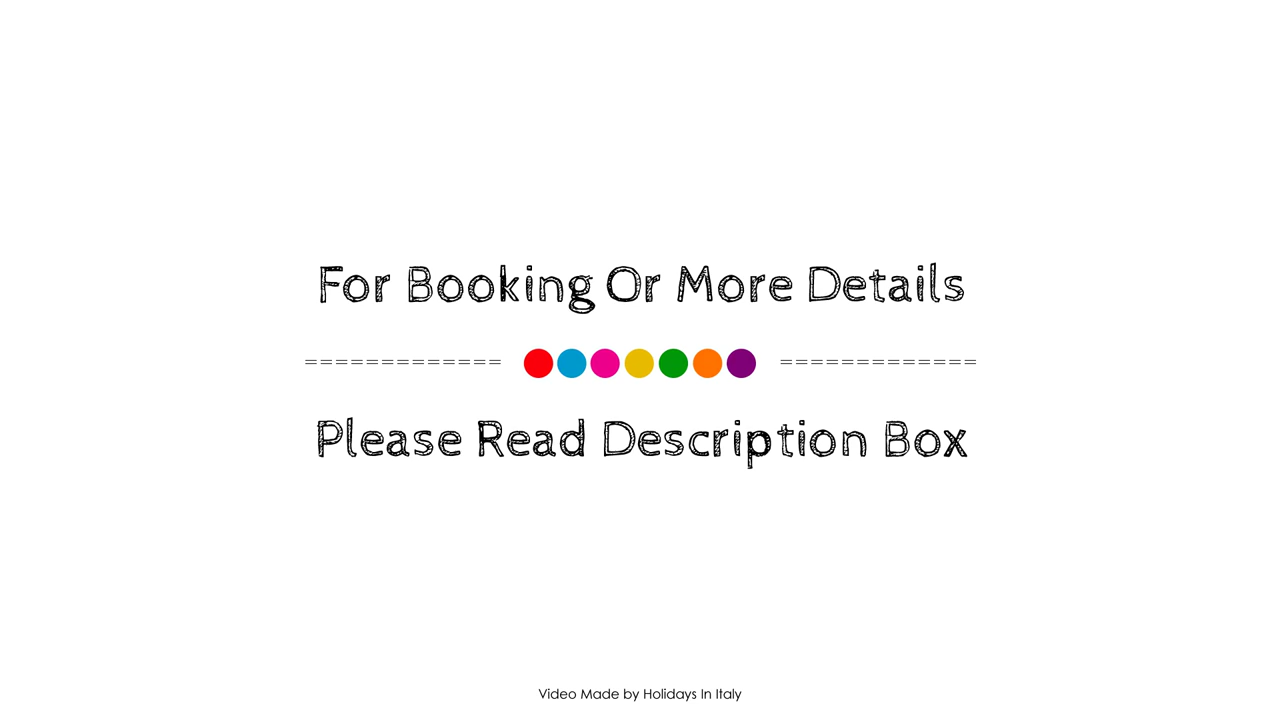 For Booking Or More Details
============= =============
Please Read Description Box
Video Made by Holidays In Italy